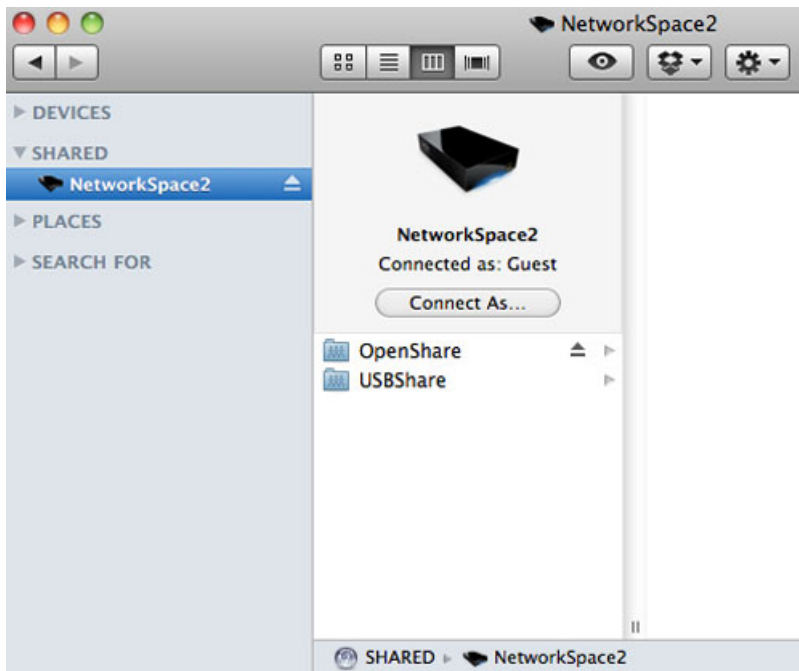 NetworkSpace2
DEVICES
SHARED
NetworkSpace2
PLACES
SEARCH FOR
NetworkSpace2
Connected as: Guest
Connect As...
OpenShare
USBShare
SHARED NetworkSpace2